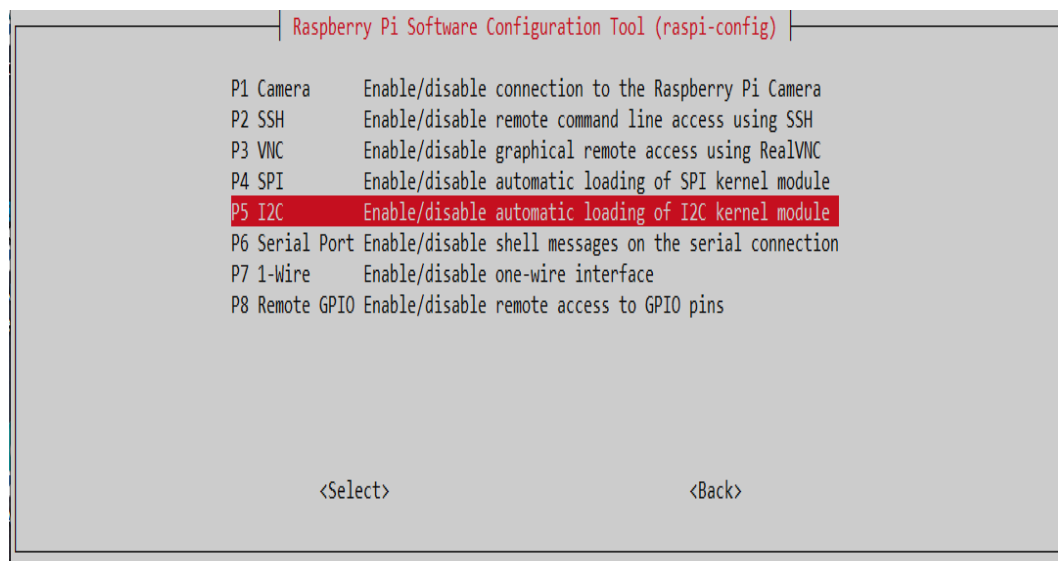 Raspberry Pi Software Configuration Tool (raspi-config)
P1 Camera Enable/disable connection to the Raspberry Pi Camera
P2 SSH Enable/disable remote command line access using SSH
P3 VNC Enable/disable graphical remote access using RealVNC
P4 SPI Enable/disable automatic loading of SPI kernel module
P5 I2C Enable/disable automatic loading of I2C kernel module
P6 Serial Port Enable/disable shell messages on the serial connection
P7 1-Wire Enable/disable one-wire interface
P8 Remote GPIO Enable/disable remote access to GPIO pins
<Select> <Back>